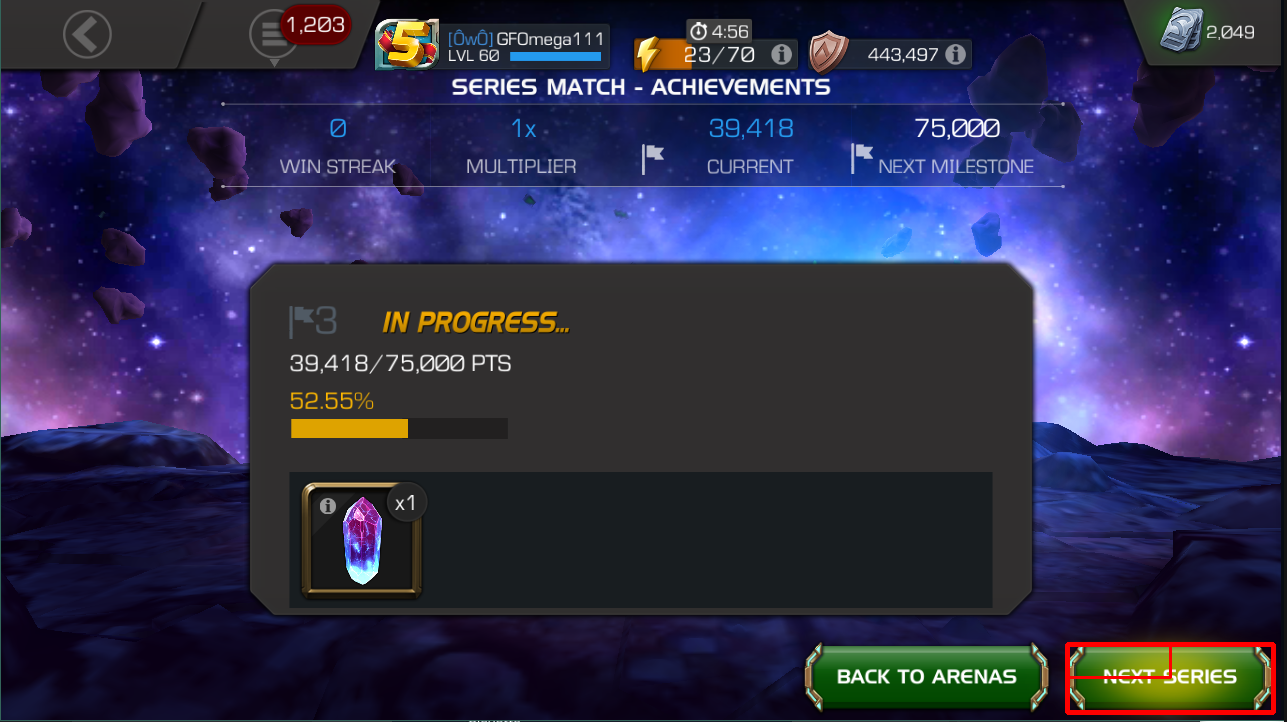 1,203
5
[ÔwÔ] GFOmega111
LVL 60
4:56
23/70
443,497
2,049
SERIES MATCH - ACHIEVEMENTS
0
1x
39,418
75,000
WIN STREAK
MULTIPLIER
CURRENT
NEXT MILESTONE
3
IN PROGRESS...
39,418/75,000 PTS
52.55%
x1
BACK TO ARENAS
NEXT SERIES